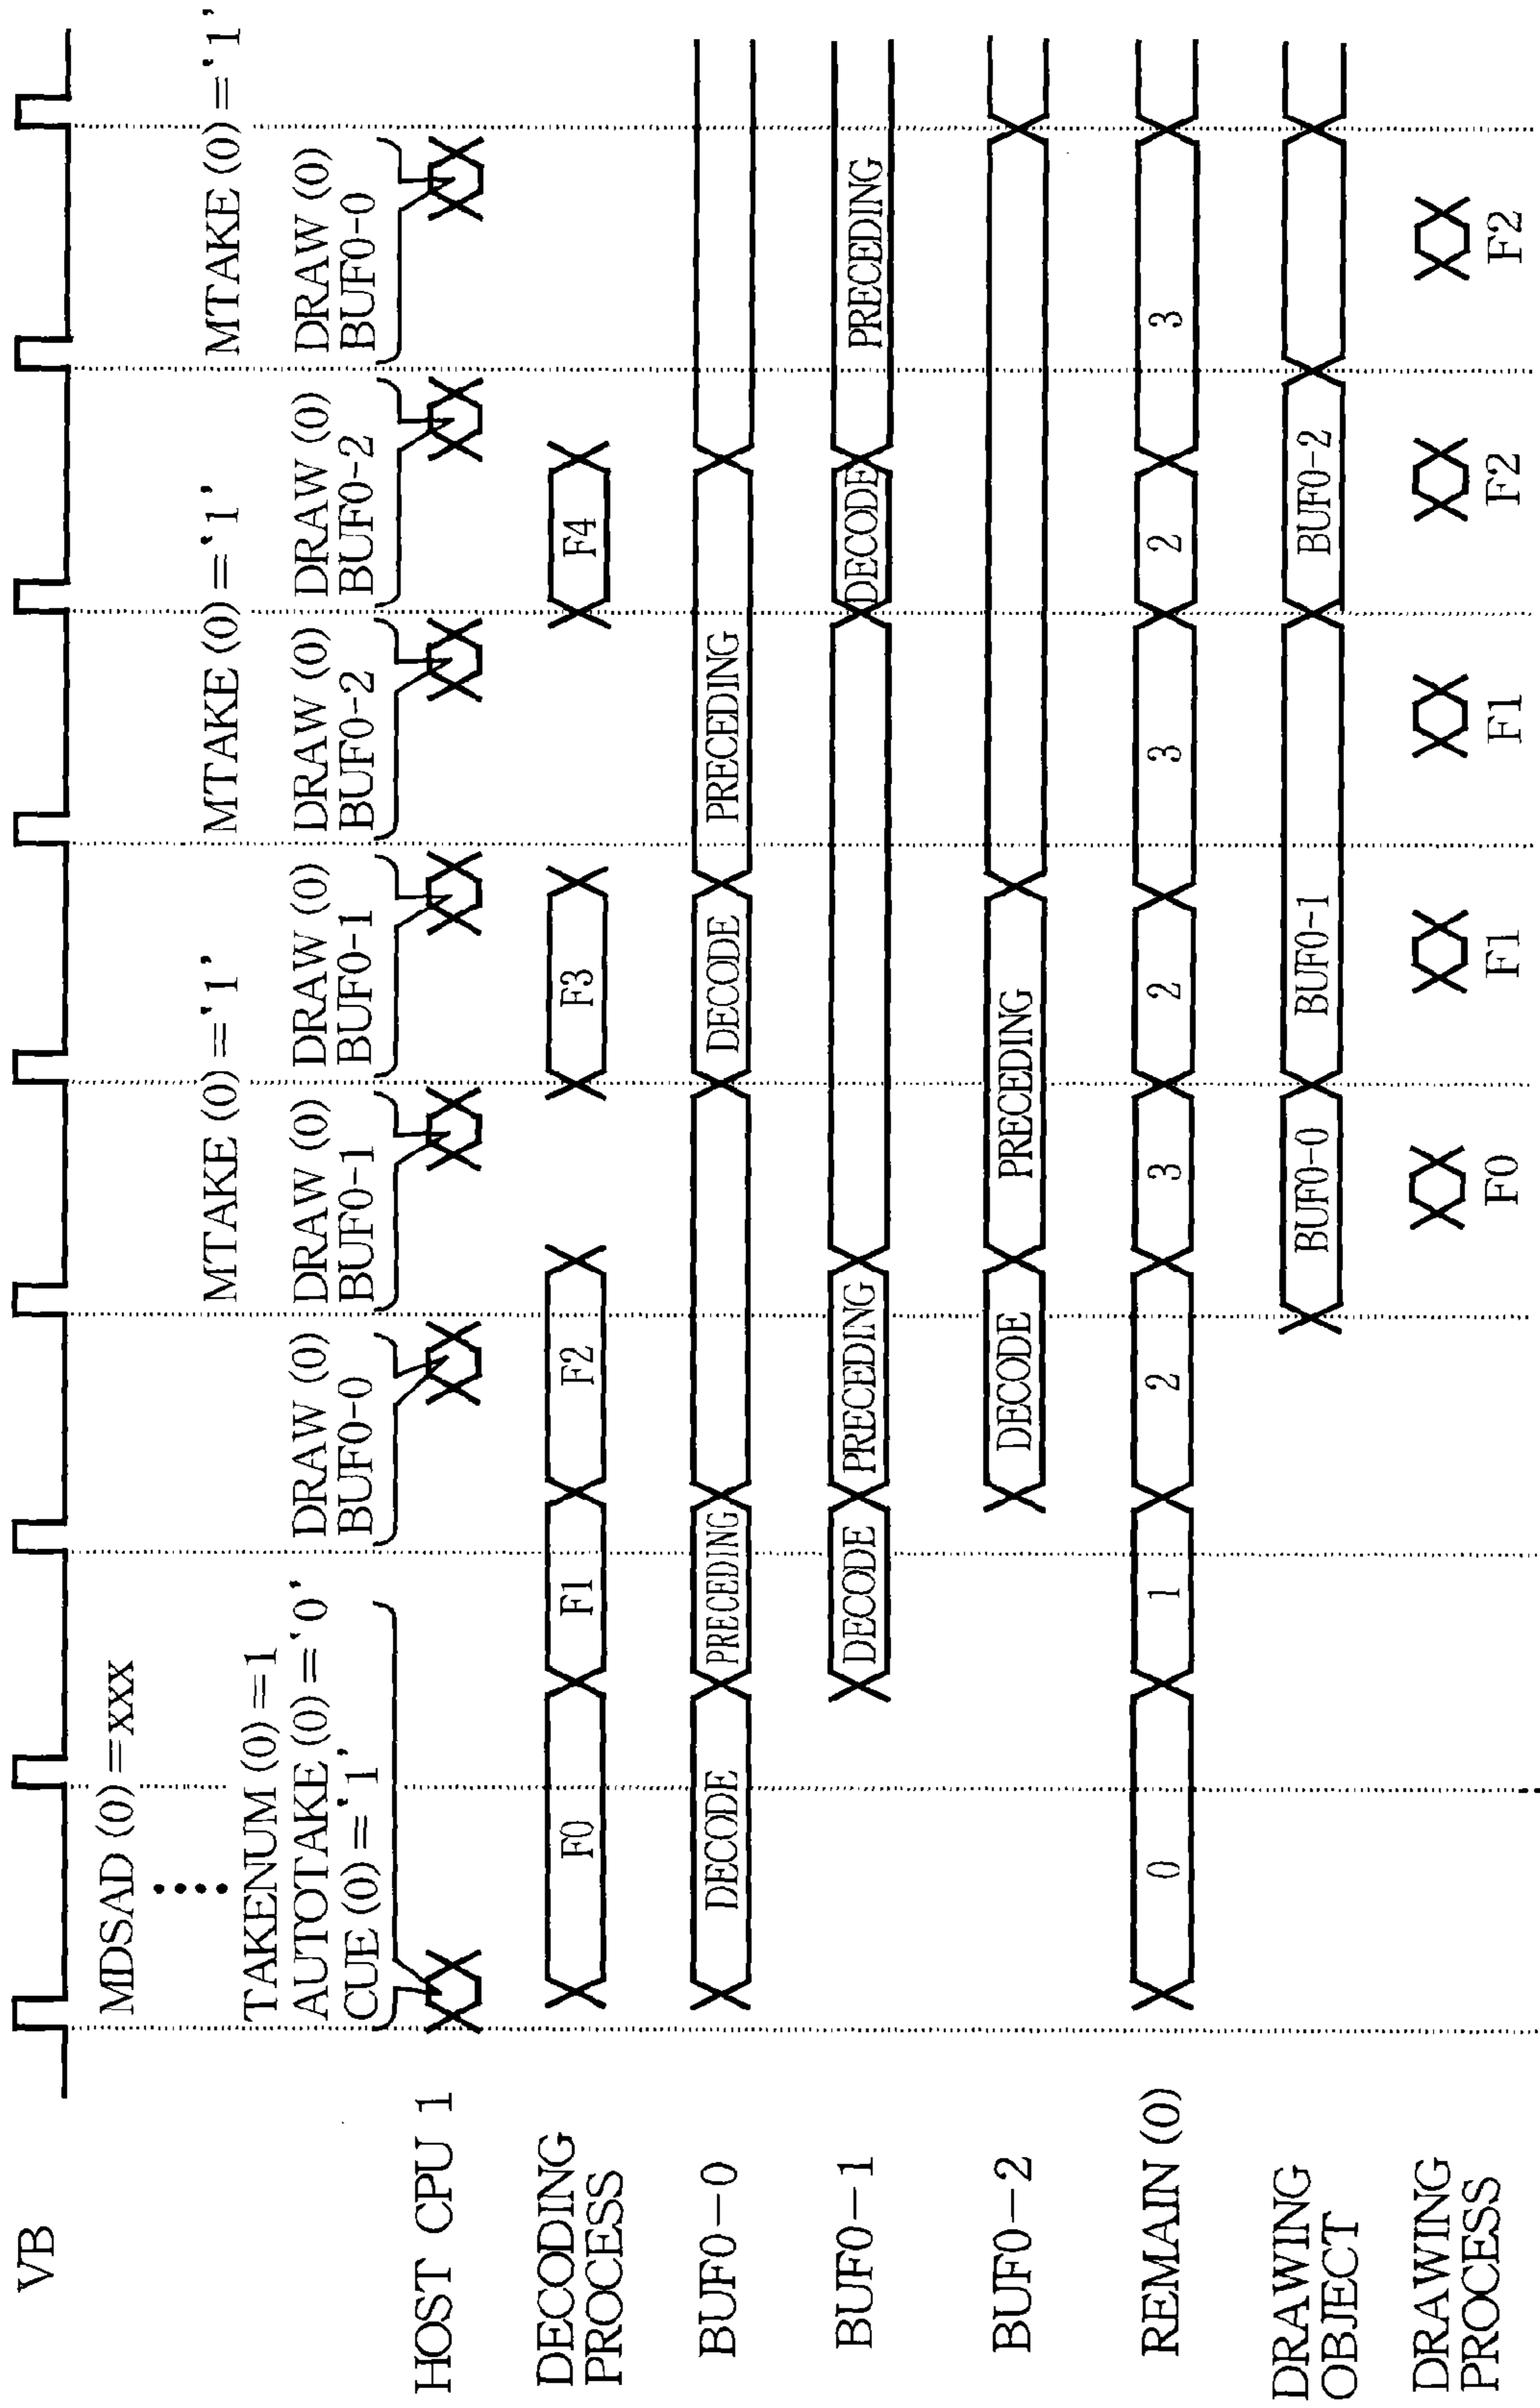 VB
MDSAD (0) =XXX
MTAKE (0) ='1'
MTAKE (0) ='1'
MTAKE (0) ='1'
TAKENUM (0) =1
AUTOTAKE (0) ='0'
CUE (0) ='1'
DRAW (0)
BUF0-0
DRAW (0)
BUF0-1
DRAW (0)
BUF0-1
DRAW (0)
BUF0-2
DRAW (0)
BUF0-2
DRAW (0)
BUF0-0
HOST CPU 1
DECODING
PROCESS
F0 F1 F2 F3 F4
BUF0-0
DECODE PRECEDING DECODE PRECEDING
BUF0-1
DECODE PRECEDING DECODE PRECEDING
BUF0-2
DECODE PRECEDING
REMAIN (0)
0 1 2 3 2 3 2 3
DRAWING
OBJECT
BUF0-0 BUF0-1 BUF0-2
DRAWING
PROCESS
F0 F1 F1 F2 F2